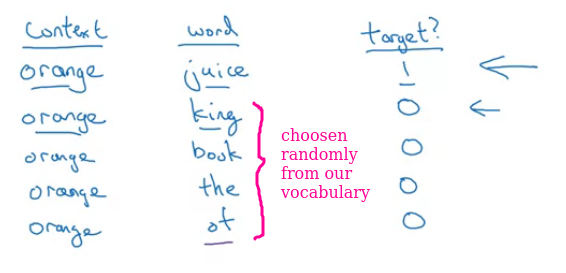 context word target?
orange juice 1
orange king 0
orange book 0
orange the 0
orange of 0
choosen
randomly
from our
vocabulary